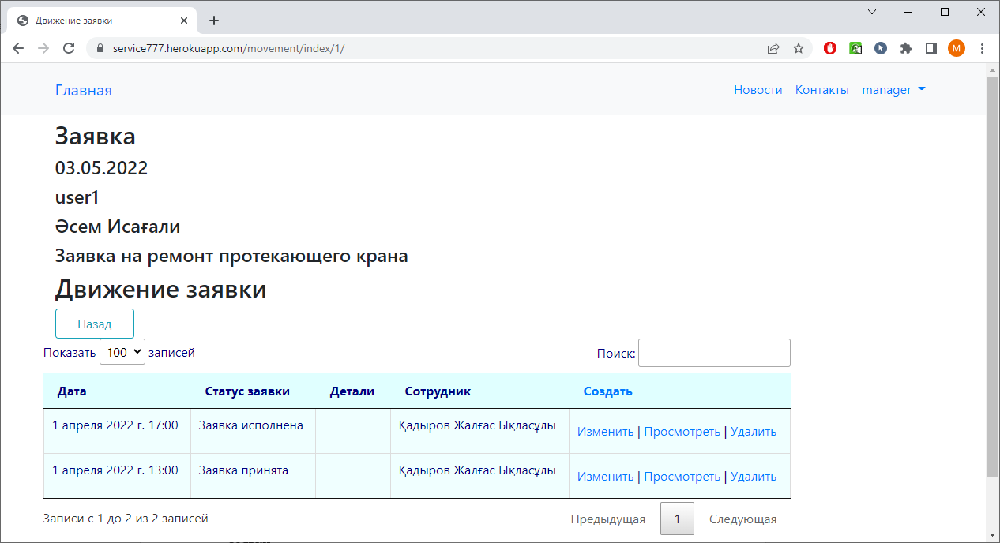 Движение заявки
service777.herokuapp.com/movement/index/1/
M
Главная
Новости Контакты manager
Заявка
03.05.2022
user1
Әсем Исағали
Заявка на ремонт протекающего крана
Движение заявки
Назад
Показать 100 записей Поиск:
Дата Статус заявки Детали Сотрудник Создать
1 апреля 2022 г. 17:00 Заявка исполнена Қадыров Жалғас Ықласұлы Изменить | Просмотреть | Удалить
1 апреля 2022 г. 13:00 Заявка принята Қадыров Жалғас Ықласұлы Изменить | Просмотреть | Удалить
Записи с 1 до 2 из 2 записей Предыдущая 1 Следующая